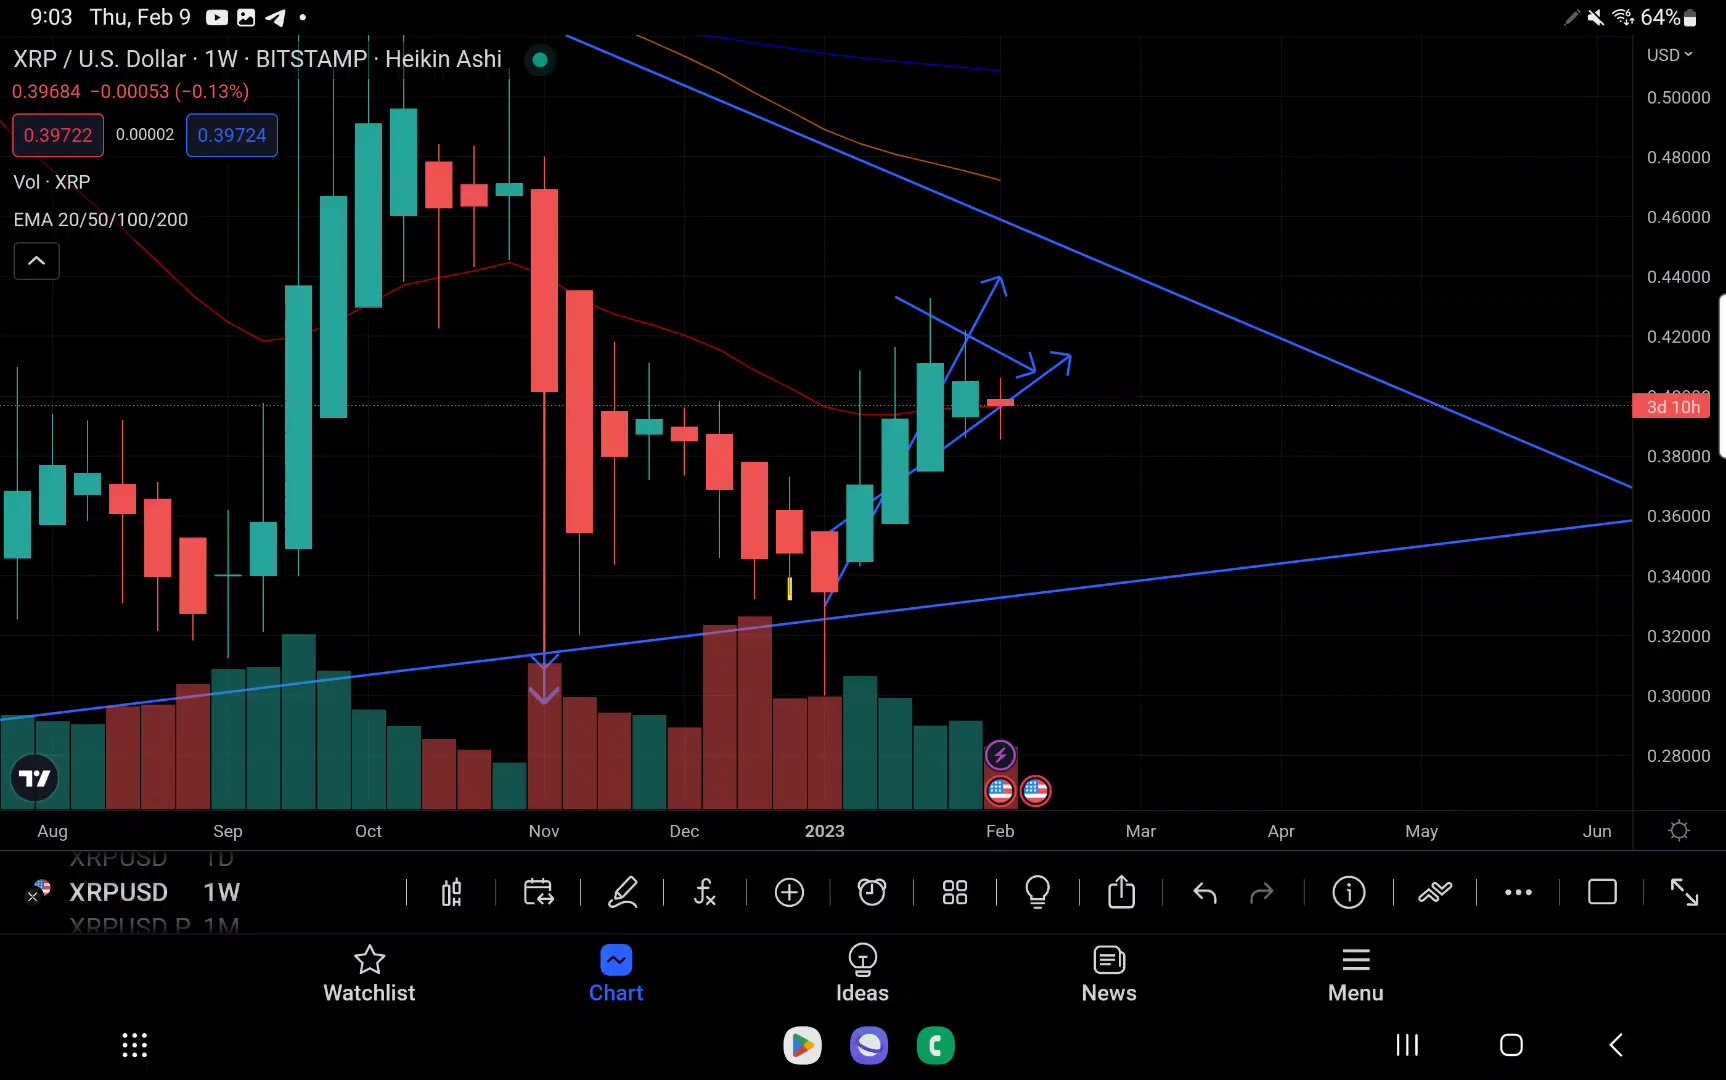 9:03 Thu, Feb 9 64%
XRP / U.S. Dollar · 1W · BITSTAMP · Heikin Ashi
USD
0.39684 −0.00053 (−0.13%)
0.39722 0.00002 0.39724
Vol · XRP
EMA 20/50/100/200
0.50000
0.48000
0.46000
0.44000
0.42000
3d 10h
0.38000
0.36000
0.34000
0.32000
0.30000
0.28000
Aug Sep Oct Nov Dec 2023 Feb Mar Apr May Jun
XRPUSD 1D
XRPUSD 1W
XRPUSD.P 1M
Watchlist Chart Ideas News Menu